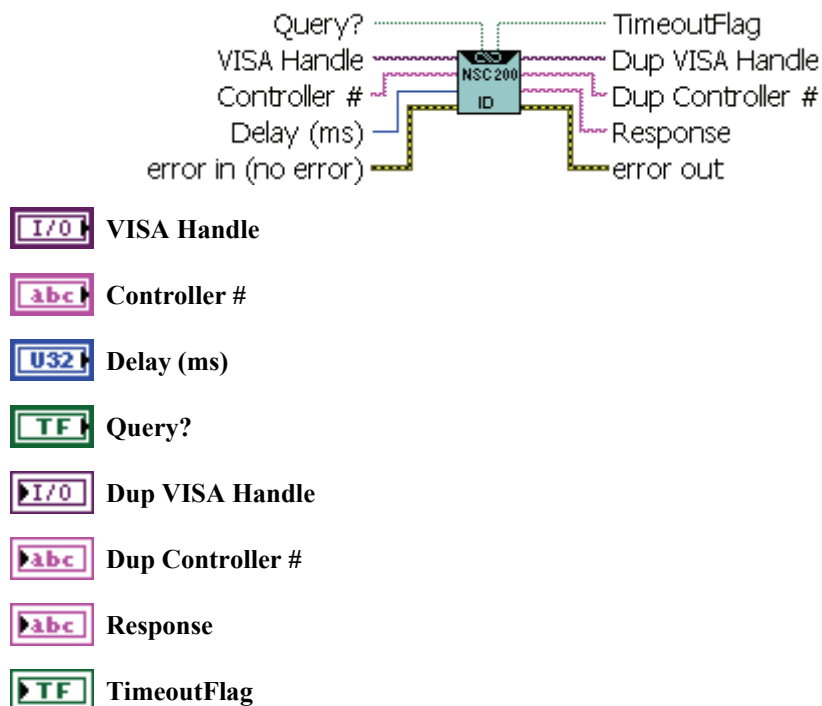 Query? TimeoutFlag
VISA Handle Dup VISA Handle
NSC200
Controller # Dup Controller #
ID
Delay (ms) Response
error in (no error) error out
I/O VISA Handle
abc Controller #
U32 Delay (ms)
TF Query?
I/O Dup VISA Handle
abc Dup Controller #
abc Response
TF TimeoutFlag